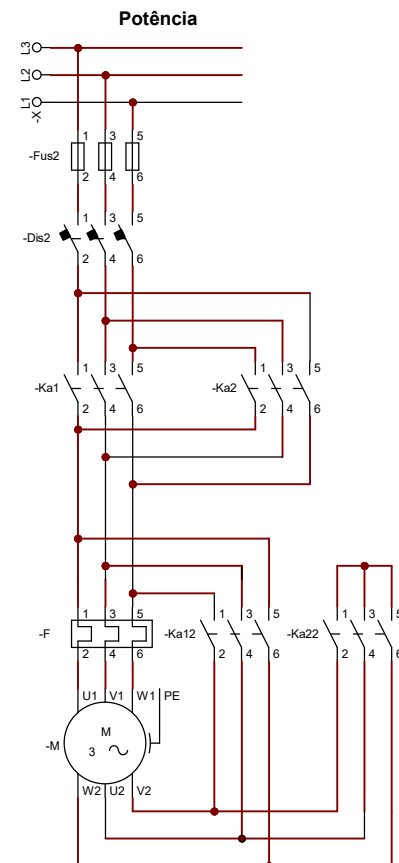 Potência
L3
L2
L1
-X
1 3 5
-Fus2
2 4 6
1 3 5
-Dis2
2 4 6
1 3 5 1 3 5
-Ka1 -Ka2
2 4 6 2 4 6
1 3 5 1 3 5 1 3 5
-F -Ka12 -Ka22
2 4 6 2 4 6 2 4 6
U1 V1 W1 PE
M
-M
3
W2 U2 V2